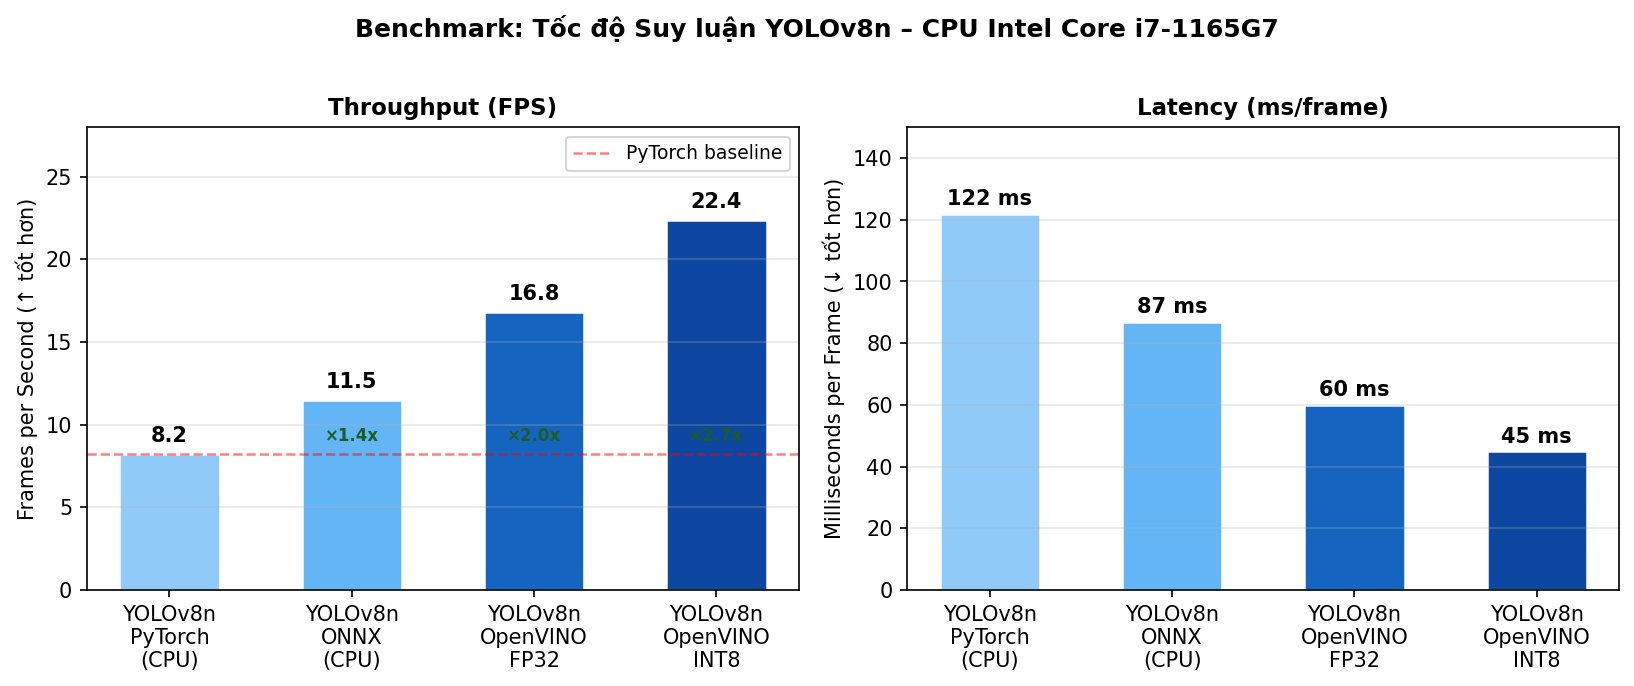 Benchmark: Tốc độ Suy luận YOLOv8n – CPU Intel Core i7-1165G7
Throughput (FPS)
Frames per Second (↑ tốt hơn)
25
20
15
10
5
0
PyTorch baseline
8.2
11.5
16.8
22.4
×1.4x
×2.0x
×2.7x
YOLOv8n
PyTorch
(CPU)
YOLOv8n
ONNX
(CPU)
YOLOv8n
OpenVINO
FP32
YOLOv8n
OpenVINO
INT8
Latency (ms/frame)
Milliseconds per Frame (↓ tốt hơn)
140
120
100
80
60
40
20
0
122 ms
87 ms
60 ms
45 ms
YOLOv8n
PyTorch
(CPU)
YOLOv8n
ONNX
(CPU)
YOLOv8n
OpenVINO
FP32
YOLOv8n
OpenVINO
INT8